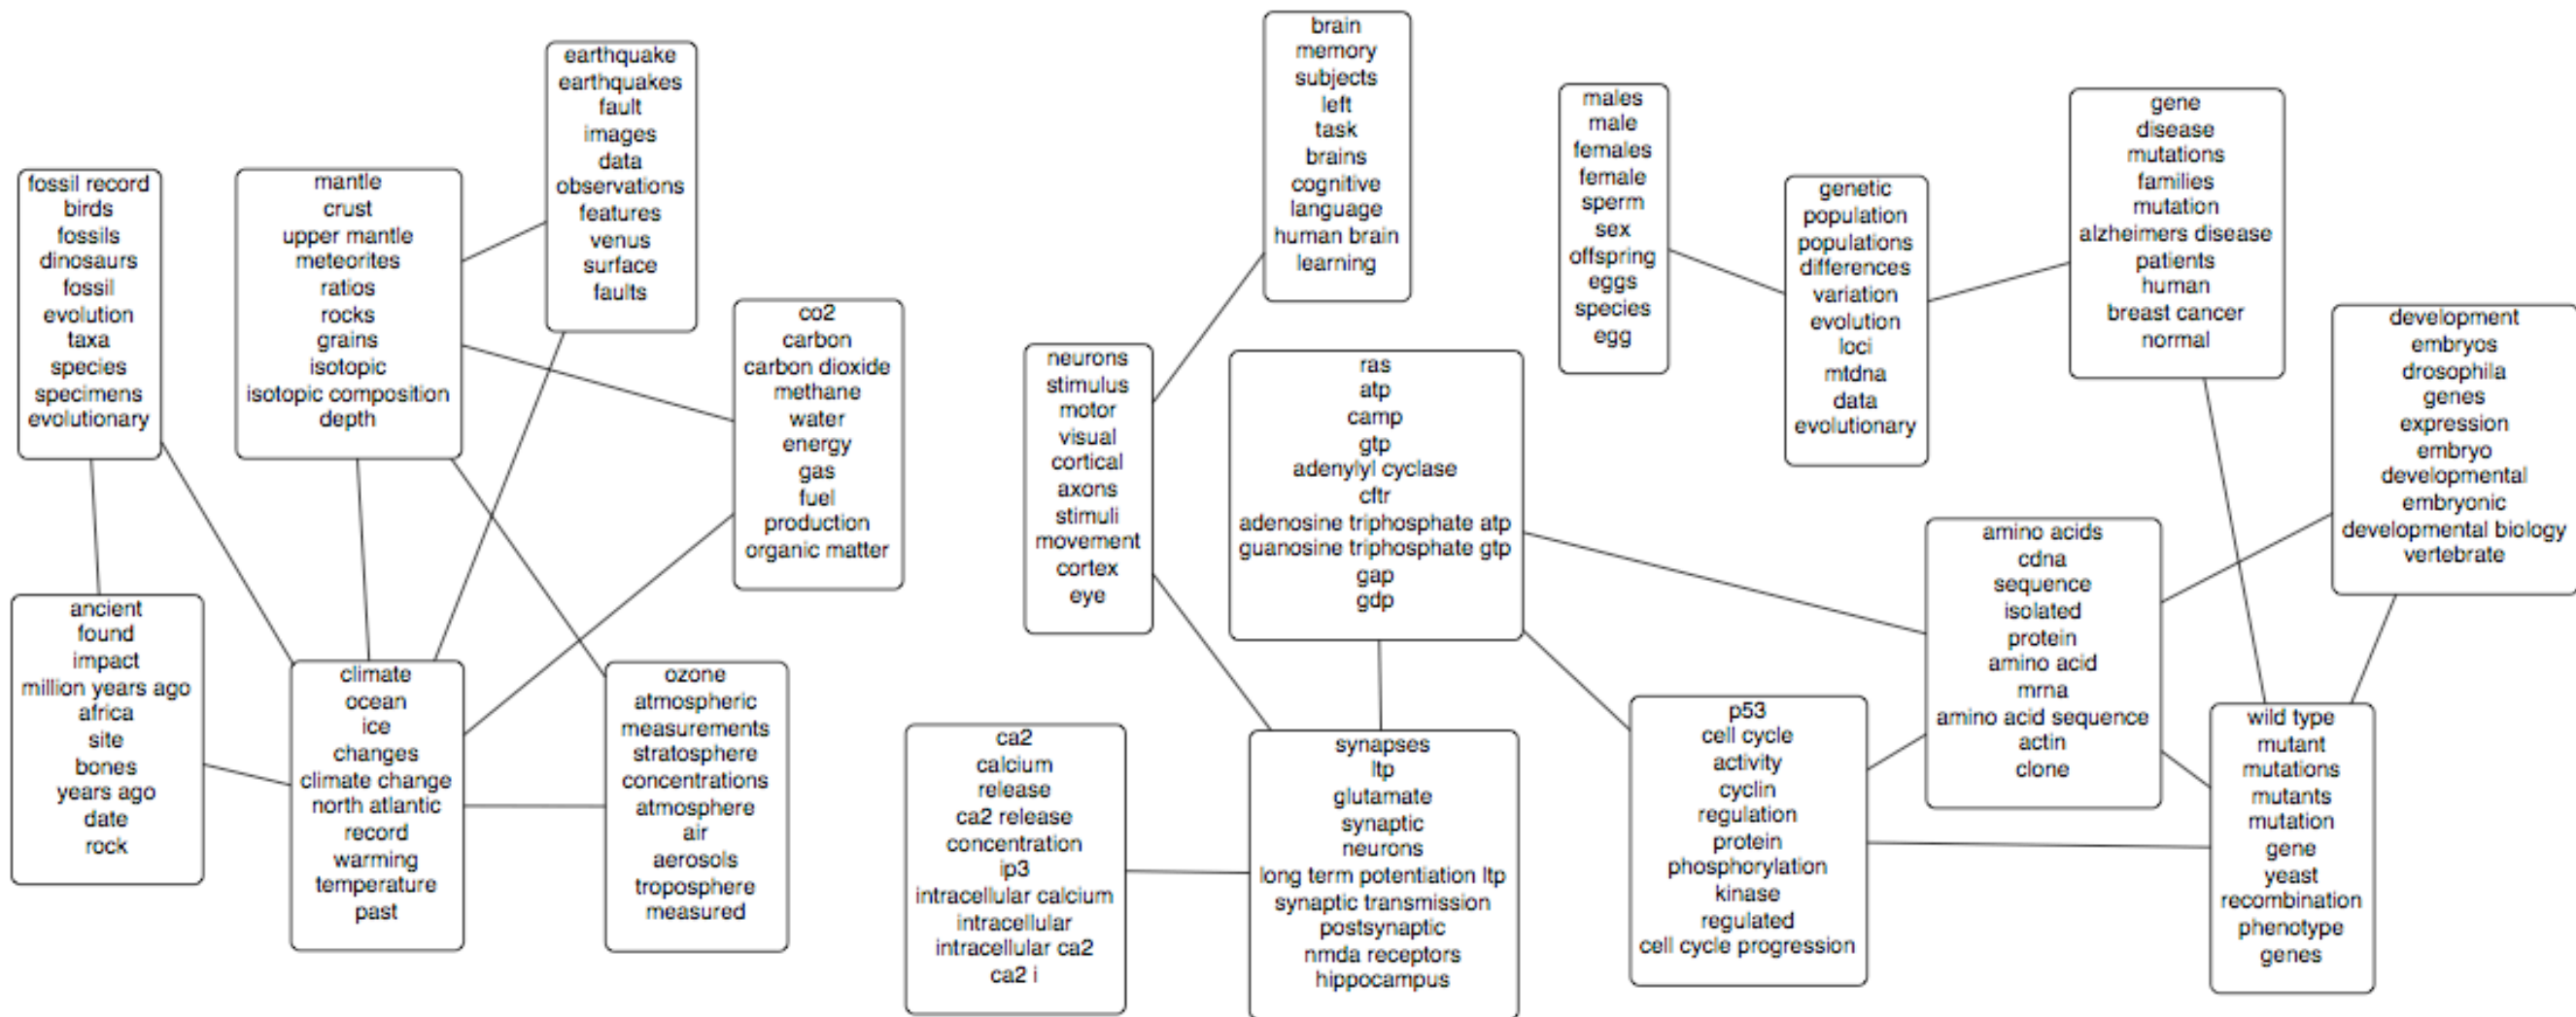 fossil record
birds
fossils
dinosaurs
fossil
evolution
taxa
species
specimens
evolutionary
mantle
crust
upper mantle
meteorites
ratios
rocks
grains
isotopic
isotopic composition
depth
earthquake
earthquakes
fault
images
data
observations
features
venus
surface
faults
co2
carbon
carbon dioxide
methane
water
energy
gas
fuel
production
organic matter
ancient
found
impact
million years ago
africa
site
bones
years ago
date
rock
climate
ocean
ice
changes
climate change
north atlantic
record
warming
temperature
past
ozone
atmospheric
measurements
stratosphere
concentrations
atmosphere
air
aerosols
troposphere
measured
brain
memory
subjects
left
task
brains
cognitive
language
human brain
learning
neurons
stimulus
motor
visual
cortical
axons
stimuli
movement
cortex
eye
ras
atp
camp
gtp
adenylyl cyclase
cftr
adenosine triphosphate atp
guanosine triphosphate gtp
gap
gdp
ca2
calcium
release
ca2 release
concentration
ip3
intracellular calcium
intracellular
intracellular ca2
ca2 i
synapses
ltp
glutamate
synaptic
neurons
long term potentiation ltp
synaptic transmission
postsynaptic
nmda receptors
hippocampus
males
male
females
female
sperm
sex
offspring
eggs
species
egg
genetic
population
populations
differences
variation
evolution
loci
mtdna
data
evolutionary
gene
disease
mutations
families
mutation
alzheimers disease
patients
human
breast cancer
normal
development
embryos
drosophila
genes
expression
embryo
developmental
embryonic
developmental biology
vertebrate
amino acids
cdna
sequence
isolated
protein
amino acid
mrna
amino acid sequence
actin
clone
p53
cell cycle
activity
cyclin
regulation
protein
phosphorylation
kinase
regulated
cell cycle progression
wild type
mutant
mutations
mutants
mutation
gene
yeast
recombination
phenotype
genes